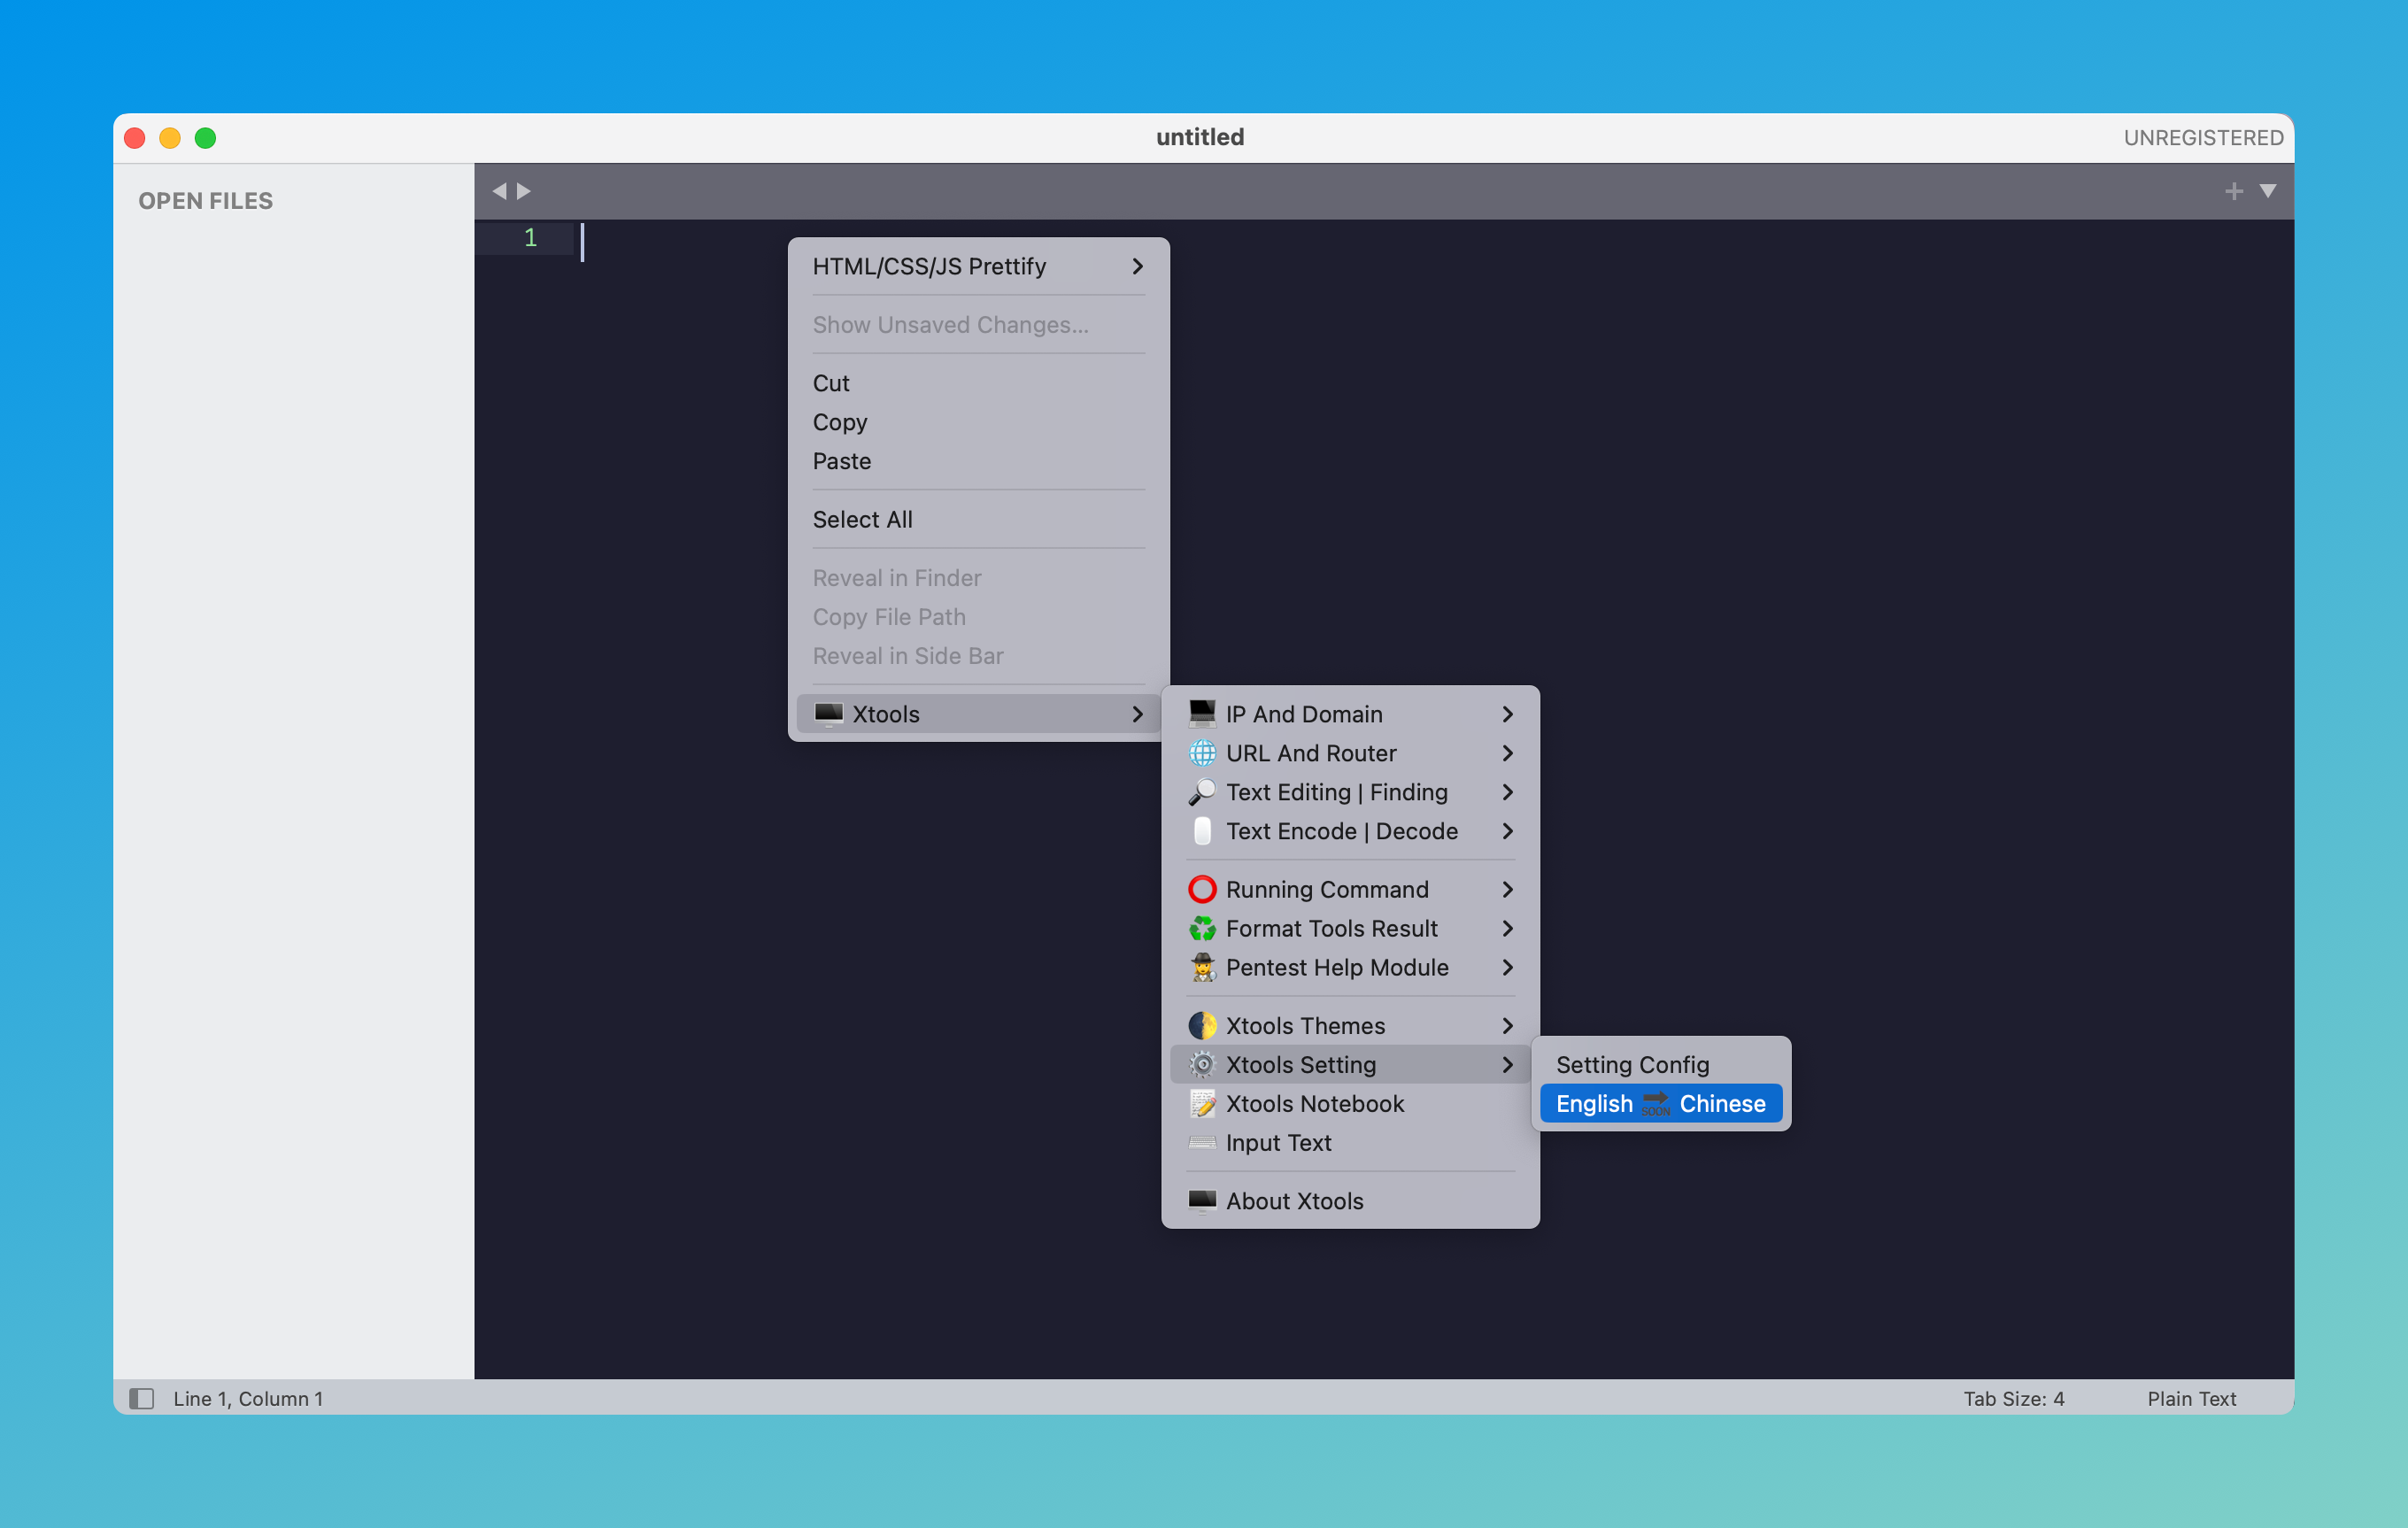 untitled
UNREGISTERED
OPEN FILES
1
HTML/CSS/JS Prettify
Show Unsaved Changes...
Cut
Copy
Paste
Select All
Reveal in Finder
Copy File Path
Reveal in Side Bar
Xtools
IP And Domain
URL And Router
Text Editing | Finding
Text Encode | Decode
Running Command
Format Tools Result
Pentest Help Module
Xtools Themes
Xtools Setting
Xtools Notebook
Input Text
About Xtools
Setting Config
English SOON Chinese
Line 1, Column 1
Tab Size: 4
Plain Text